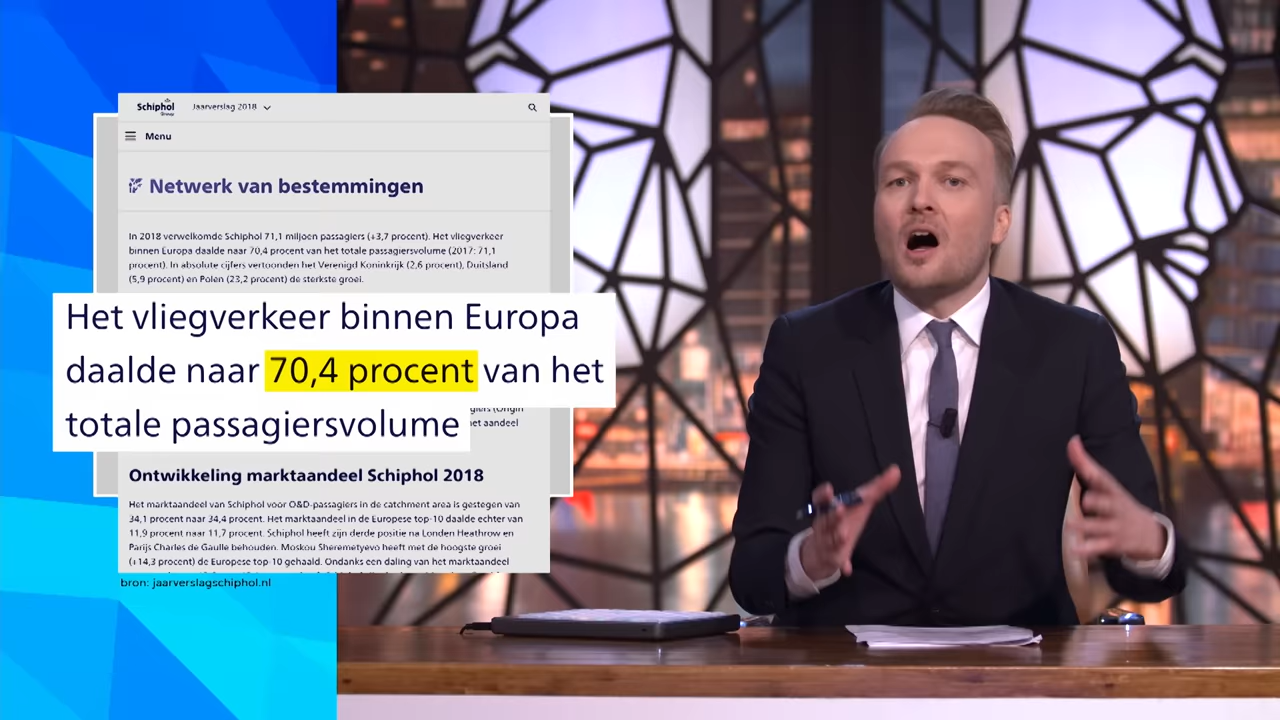 Schiphol
Group
Jaarverslag 2018
Menu
Netwerk van bestemmingen
In 2018 verwelkomde Schiphol 71,1 miljoen passagiers (+3,7 procent). Het vliegverkeer
binnen Europa daalde naar 70,4 procent van het totale passagiersvolume (2017: 71,1
procent). In absolute cijfers vertoonden het Verenigd Koninkrijk (2,6 procent), Duitsland
(5,9 procent) en Polen (23,2 procent) de sterkste groei.
Het vliegverkeer binnen Europa
daalde naar 70,4 procent van het
totale passagiersvolume
(Origin
aandeel
Ontwikkeling marktaandeel Schiphol 2018
Het marktaandeel van Schiphol voor O&D-passagiers in de catchment area is gestegen van
34,1 procent naar 34,4 procent. Het marktaandeel in de Europese top-10 daalde echter van
11,9 procent naar 11,7 procent. Schiphol heeft zijn derde positie na Londen Heathrow en
Parijs Charles de Gaulle behouden. Moskou Sheremetyevo heeft met de hoogste groei
(+14,3 procent) de Europese top-10 gehaald. Ondanks een daling van het marktaandeel
bron: jaarverslagschiphol.nl